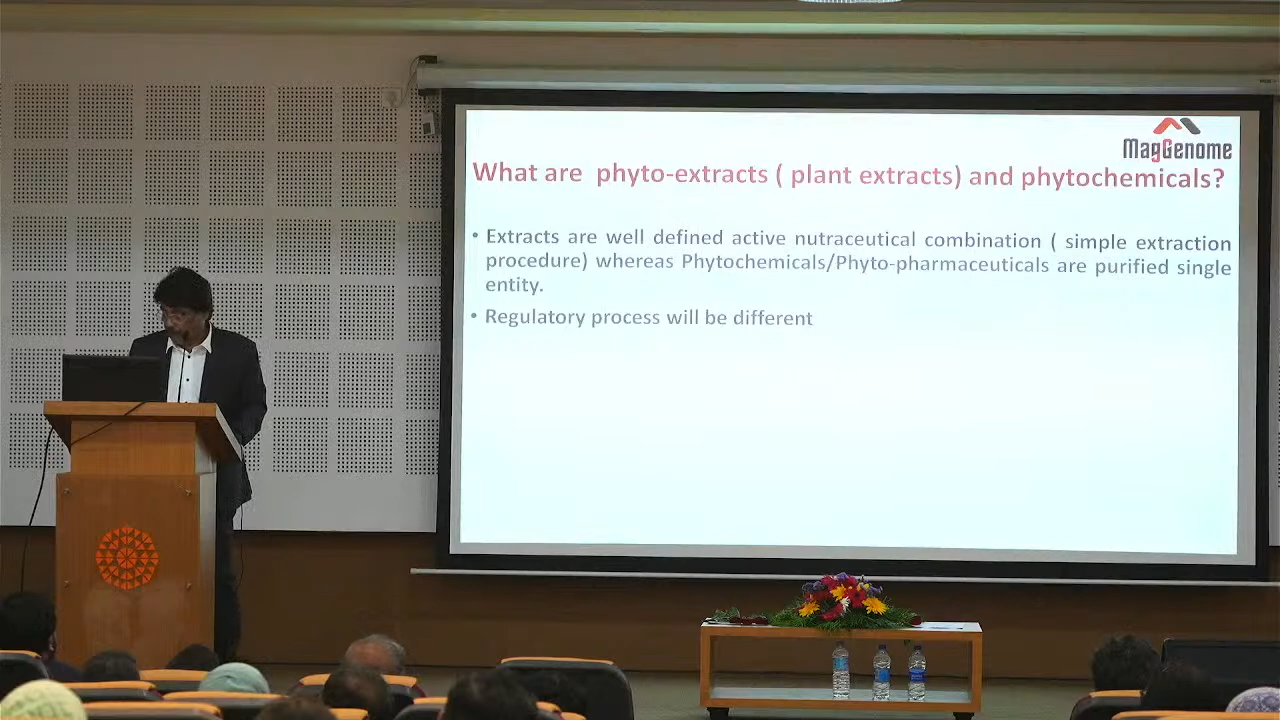 MagGenome
What are phyto-extracts ( plant extracts) and phytochemicals?
• Extracts are well defined active nutraceutical combination ( simple extraction
procedure) whereas Phytochemicals/Phyto-pharmaceuticals are purified single
entity.
• Regulatory process will be different